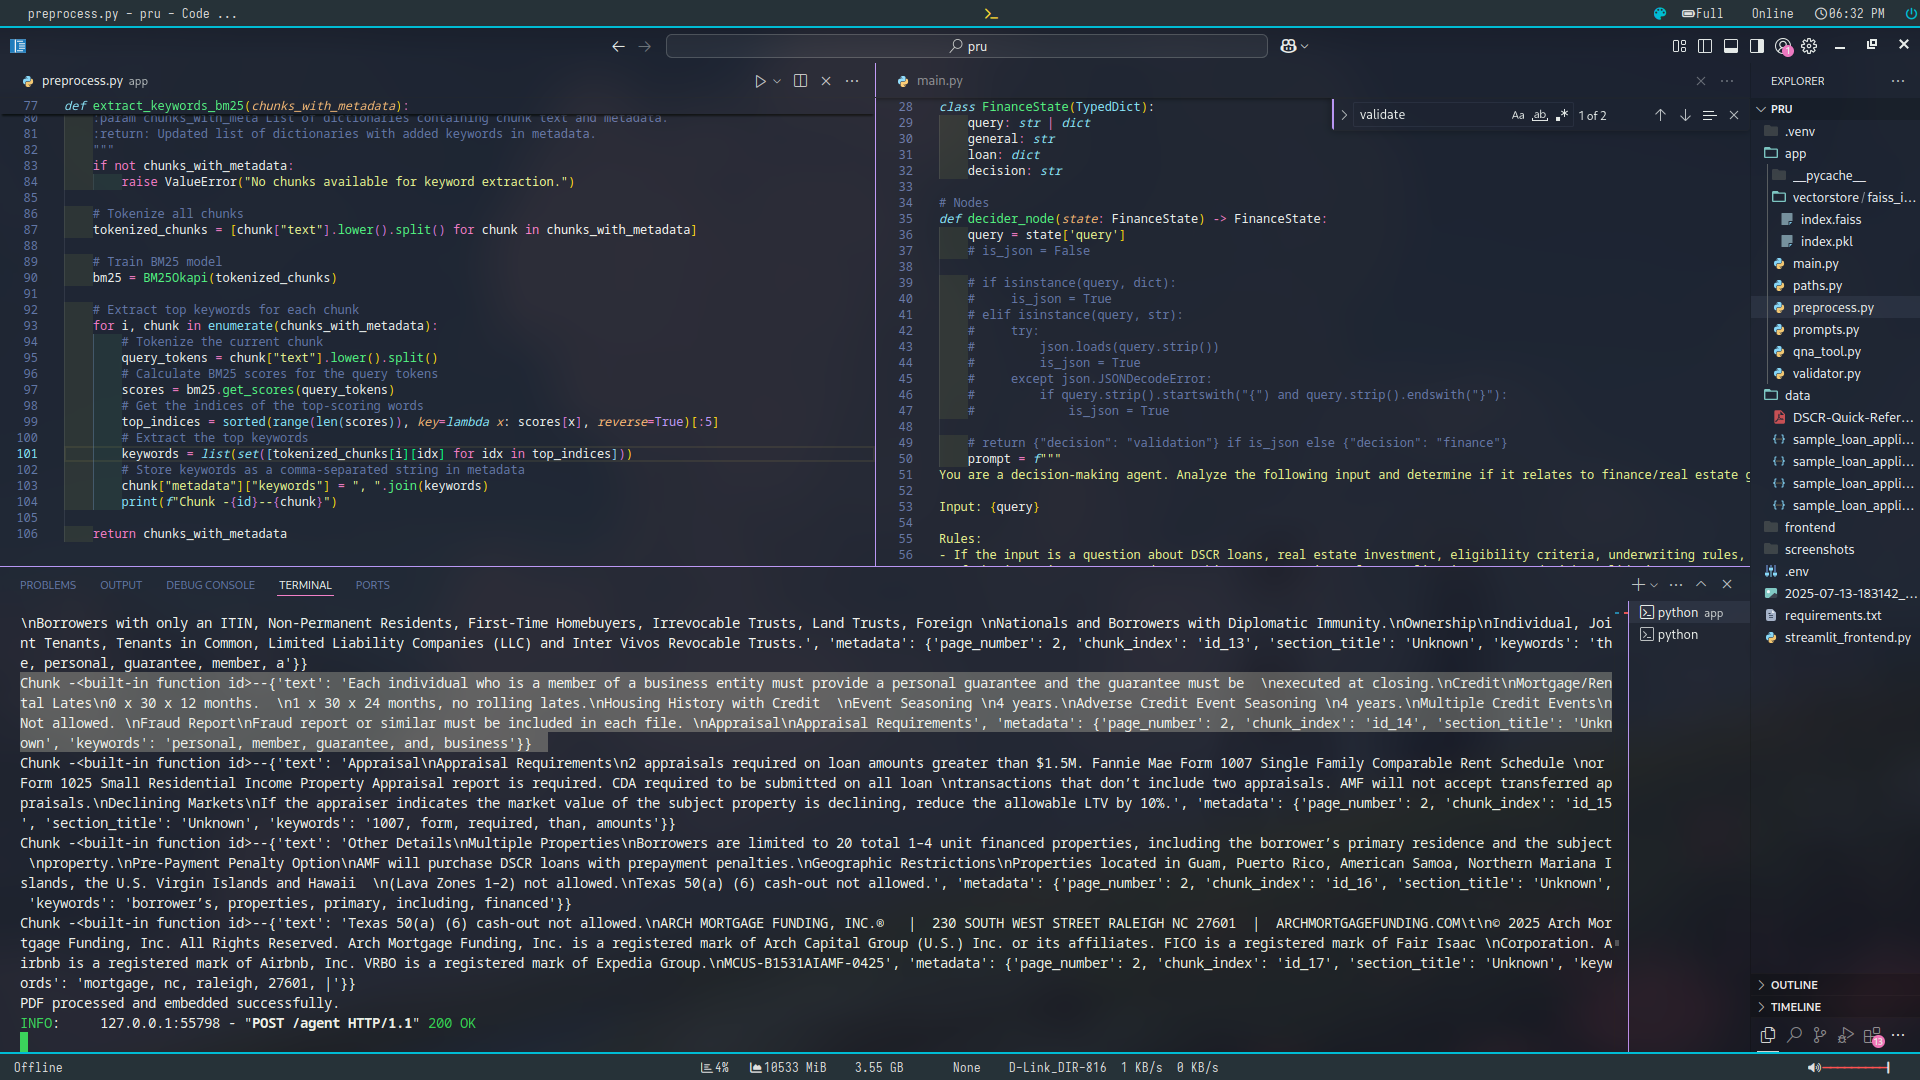 preprocess.py - pru - Code ...
Full Online 06:32 PM
pru
preprocess.py app
77 def extract_keywords_bm25(chunks_with_metadata):
80 :param chunks_with_meta List of dictionaries containing chunk text and metadata.
81 :return: Updated list of dictionaries with added keywords in metadata.
82 """
83 if not chunks_with_metadata:
84 raise ValueError("No chunks available for keyword extraction.")
85
86 # Tokenize all chunks
87 tokenized_chunks = [chunk["text"].lower().split() for chunk in chunks_with_metadata]
88
89 # Train BM25 model
90 bm25 = BM25Okapi(tokenized_chunks)
91
92 # Extract top keywords for each chunk
93 for i, chunk in enumerate(chunks_with_metadata):
94 # Tokenize the current chunk
95 query_tokens = chunk["text"].lower().split()
96 # Calculate BM25 scores for the query tokens
97 scores = bm25.get_scores(query_tokens)
98 # Get the indices of the top-scoring words
99 top_indices = sorted(range(len(scores)), key=lambda x: scores[x], reverse=True)[:5]
100 # Extract the top keywords
101 keywords = list(set([tokenized_chunks[i][idx] for idx in top_indices]))
102 # Store keywords as a comma-separated string in metadata
103 chunk["metadata"]["keywords"] = ", ".join(keywords)
104 print(f"Chunk -{id}--{chunk}")
105
106 return chunks_with_metadata
main.py
validate Aa ab 1 of 2
28 class FinanceState(TypedDict):
29 query: str | dict
30 general: str
31 loan: dict
32 decision: str
33
34 # Nodes
35 def decider_node(state: FinanceState) -> FinanceState:
36 query = state['query']
37 # is_json = False
38
39 # if isinstance(query, dict):
40 #     is_json = True
41 # elif isinstance(query, str):
42 #     try:
43 #         json.loads(query.strip())
44 #         is_json = True
45 #     except json.JSONDecodeError:
46 #         if query.strip().startswith("{") and query.strip().endswith("}"):
47 #             is_json = True
48
49 # return {"decision": "validation"} if is_json else {"decision": "finance"}
50 prompt = f"""
51 You are a decision-making agent. Analyze the following input and determine if it relates to finance/real estate g
52
53 Input: {query}
54
55 Rules:
56 - If the input is a question about DSCR loans, real estate investment, eligibility criteria, underwriting rules,
EXPLORER
PRU
.venv
app
__pycache__
vectorstore / faiss_i...
index.faiss
index.pkl
main.py
paths.py
preprocess.py
prompts.py
qna_tool.py
validator.py
data
DSCR-Quick-Refer...
sample_loan_appli...
sample_loan_appli...
sample_loan_appli...
sample_loan_appli...
frontend
screenshots
.env
2025-07-13-183142_...
requirements.txt
streamlit_frontend.py
OUTLINE
TIMELINE
13
PROBLEMS OUTPUT DEBUG CONSOLE TERMINAL PORTS
python app
python
\nBorrowers with only an ITIN, Non-Permanent Residents, First-Time Homebuyers, Irrevocable Trusts, Land Trusts, Foreign \nNationals and Borrowers with Diplomatic Immunity.\nOwnership\nIndividual, Joi
nt Tenants, Tenants in Common, Limited Liability Companies (LLC) and Inter Vivos Revocable Trusts.', 'metadata': {'page_number': 2, 'chunk_index': 'id_13', 'section_title': 'Unknown', 'keywords': 'th
e, personal, guarantee, member, a'}}
Chunk -<built-in function id>--{'text': 'Each individual who is a member of a business entity must provide a personal guarantee and the guarantee must be  \nexecuted at closing.\nCredit\nMortgage/Ren
tal Lates\n0 x 30 x 12 months.  \n1 x 30 x 24 months, no rolling lates.\nHousing History with Credit  \nEvent Seasoning \n4 years.\nAdverse Credit Event Seasoning \n4 years.\nMultiple Credit Events\n
Not allowed. \nFraud Report\nFraud report or similar must be included in each file. \nAppraisal\nAppraisal Requirements', 'metadata': {'page_number': 2, 'chunk_index': 'id_14', 'section_title': 'Unkn
own', 'keywords': 'personal, member, guarantee, and, business'}}
Chunk -<built-in function id>--{'text': 'Appraisal\nAppraisal Requirements\n2 appraisals required on loan amounts greater than $1.5M. Fannie Mae Form 1007 Single Family Comparable Rent Schedule \nor
Form 1025 Small Residential Income Property Appraisal report is required. CDA required to be submitted on all loan \ntransactions that don’t include two appraisals. AMF will not accept transferred ap
praisals.\nDeclining Markets\nIf the appraiser indicates the market value of the subject property is declining, reduce the allowable LTV by 10%.', 'metadata': {'page_number': 2, 'chunk_index': 'id_15
', 'section_title': 'Unknown', 'keywords': '1007, form, required, than, amounts'}}
Chunk -<built-in function id>--{'text': 'Other Details\nMultiple Properties\nBorrowers are limited to 20 total 1–4 unit financed properties, including the borrower’s primary residence and the subject
\nproperty.\nPre-Payment Penalty Option\nAMF will purchase DSCR loans with prepayment penalties.\nGeographic Restrictions\nProperties located in Guam, Puerto Rico, American Samoa, Northern Mariana I
slands, the U.S. Virgin Islands and Hawaii  \n(Lava Zones 1–2) not allowed.\nTexas 50(a) (6) cash-out not allowed.', 'metadata': {'page_number': 2, 'chunk_index': 'id_16', 'section_title': 'Unknown',
'keywords': 'borrower’s, properties, primary, including, financed'}}
Chunk -<built-in function id>--{'text': 'Texas 50(a) (6) cash-out not allowed.\nARCH MORTGAGE FUNDING, INC.®   |  230 SOUTH WEST STREET RALEIGH NC 27601  |  ARCHMORTGAGEFUNDING.COM\t\n© 2025 Arch Mor
tgage Funding, Inc. All Rights Reserved. Arch Mortgage Funding, Inc. is a registered mark of Arch Capital Group (U.S.) Inc. or its affiliates. FICO is a registered mark of Fair Isaac \nCorporation. A
irbnb is a registered mark of Airbnb, Inc. VRBO is a registered mark of Expedia Group.\nMCUS-B1531AIAMF-0425', 'metadata': {'page_number': 2, 'chunk_index': 'id_17', 'section_title': 'Unknown', 'keyw
ords': 'mortgage, nc, raleigh, 27601, |'}}
PDF processed and embedded successfully.
INFO:     127.0.0.1:55798 - "POST /agent HTTP/1.1" 200 OK
Offline 4% 10533 MiB 3.55 GB None D-Link_DIR-816 1 KB/s 0 KB/s